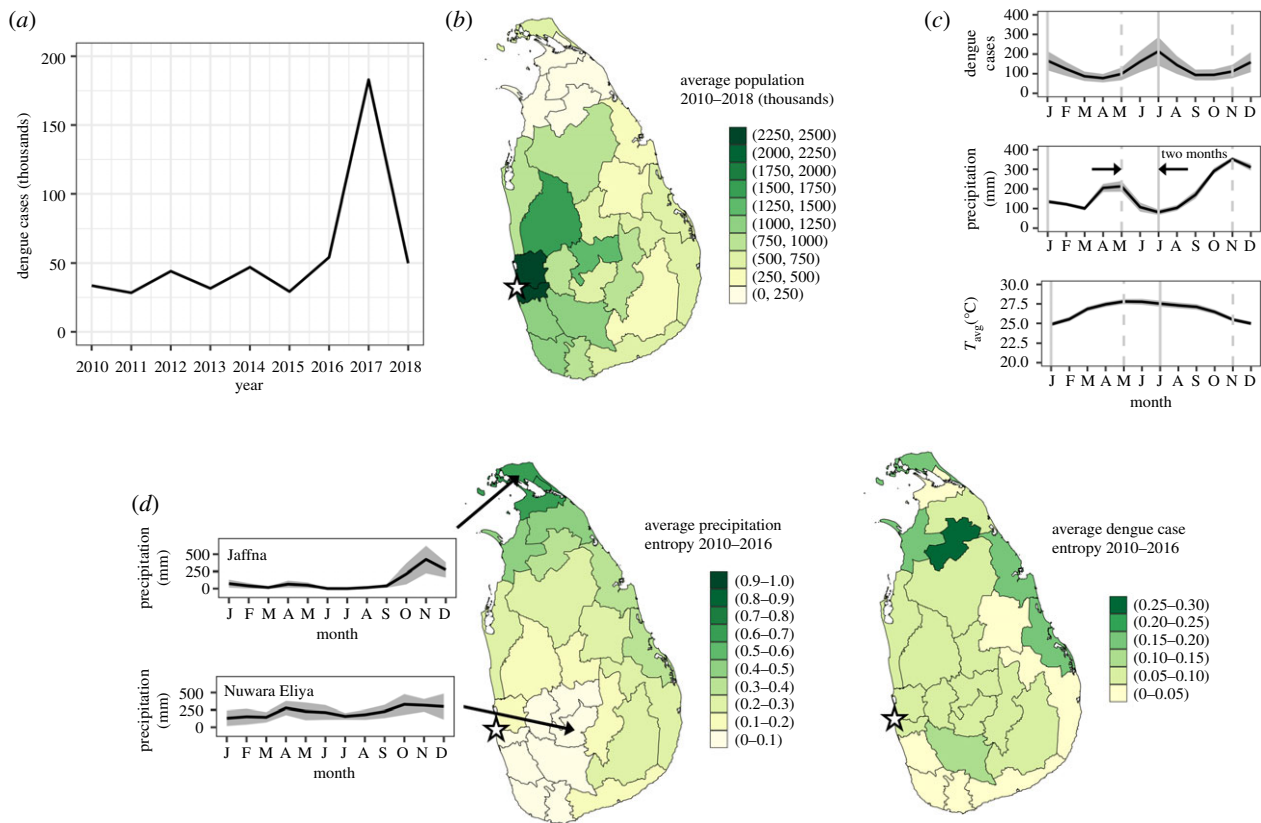 (a)
200
150
100
50
0
dengue cases (thousands)
2010 2011 2012 2013 2014 2015 2016 2017 2018
year
(b)
average population
2010–2018 (thousands)
(2250, 2500)
(2000, 2250)
(1750, 2000)
(1500, 1750)
(1250, 1500)
(1000, 1250)
(750, 1000)
(500, 750)
(250, 500)
(0, 250)
(c)
dengue
cases
400
300
200
100
0
J F M A M J J A S O N D
precipitation
(mm)
400
300
200
100
0
two months
J F M A M J J A S O N D
Tavg(°C)
30.0
27.5
25.0
22.5
20.0
J F M A M J J A S O N D
month
(d)
precipitation
(mm)
500
250
0
Jaffna
J F M A M J J A S O N D
month
precipitation
(mm)
500
250
0
Nuwara Eliya
J F M A M J J A S O N D
month
average precipitation
entropy 2010–2016
(0.9–1.0)
(0.8–0.9)
(0.7–0.8)
(0.6–0.7)
(0.5–0.6)
(0.4–0.5)
(0.3–0.4)
(0.2–0.3)
(0.1–0.2)
(0–0.1)
average dengue case
entropy 2010–2016
(0.25–0.30)
(0.20–0.25)
(0.15–0.20)
(0.10–0.15)
(0.05–0.10)
(0–0.05)